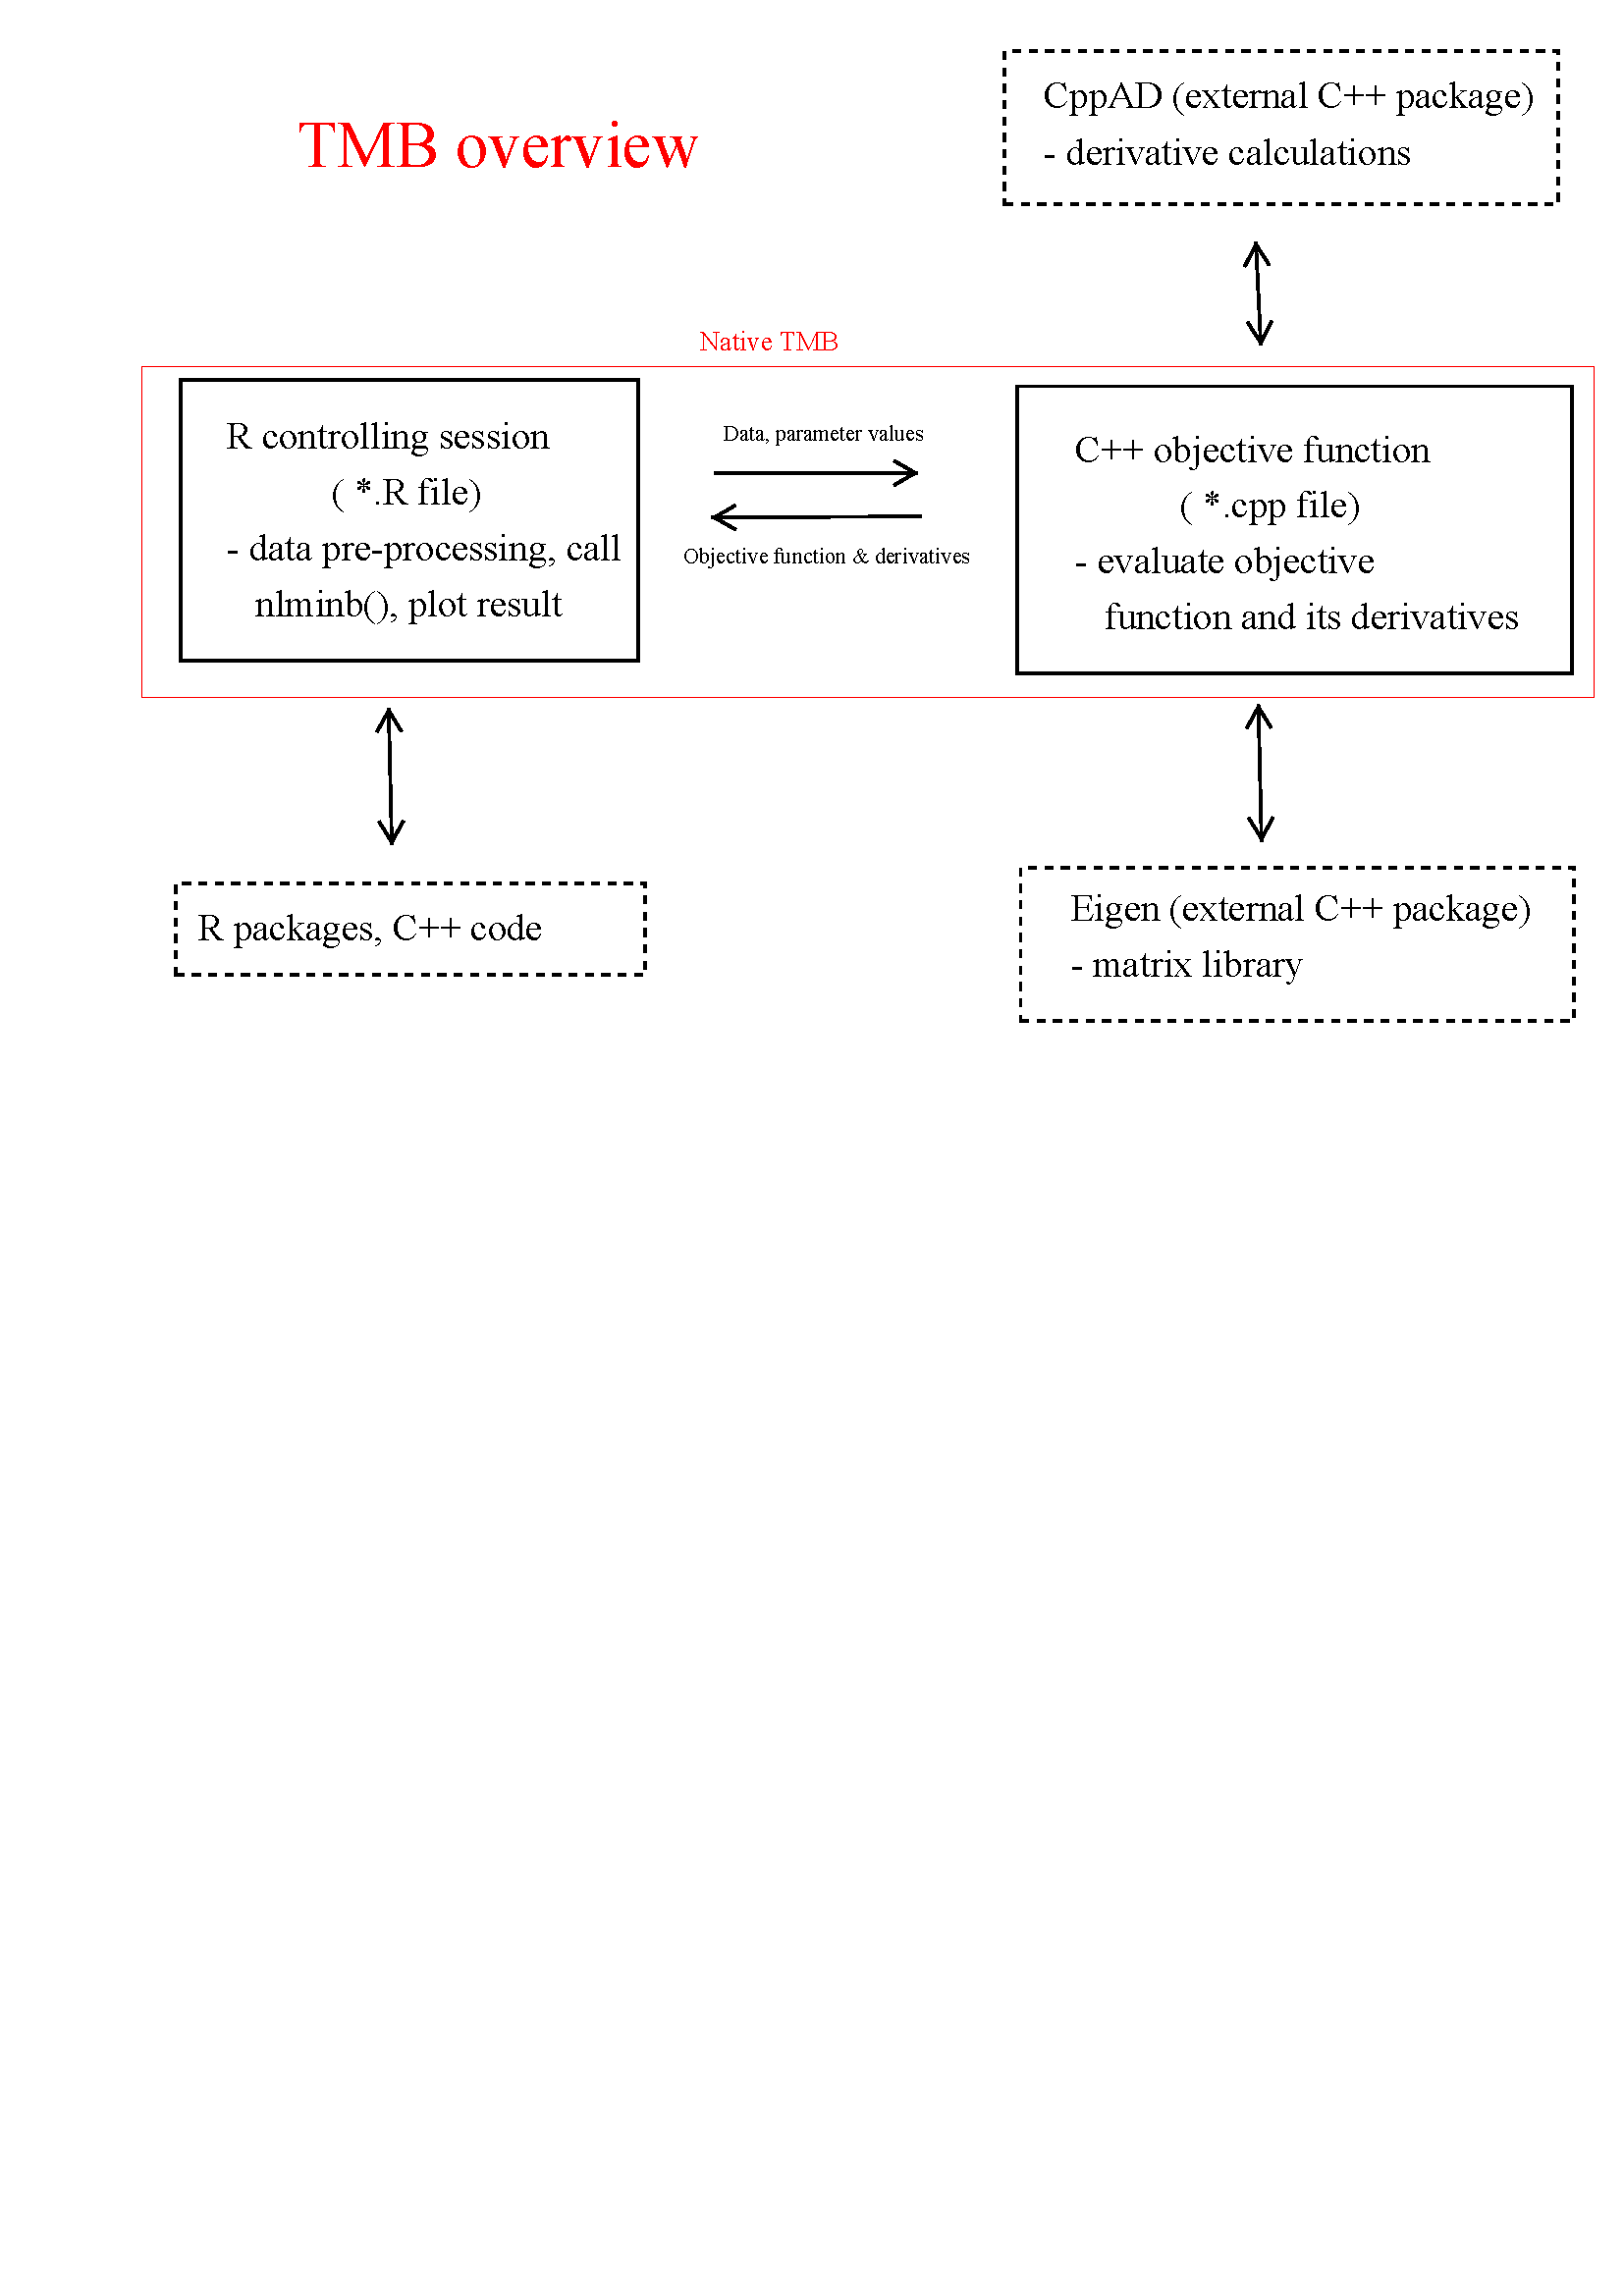 CppAD (external C++ package)
- derivative calculations
TMB overview
Native TMB
R controlling session
( *.R file)
- data pre-processing, call
nlminb(), plot result
Data, parameter values
Objective function & derivatives
C++ objective function
( *.cpp file)
- evaluate objective
function and its derivatives
R packages, C++ code
Eigen (external C++ package)
- matrix library